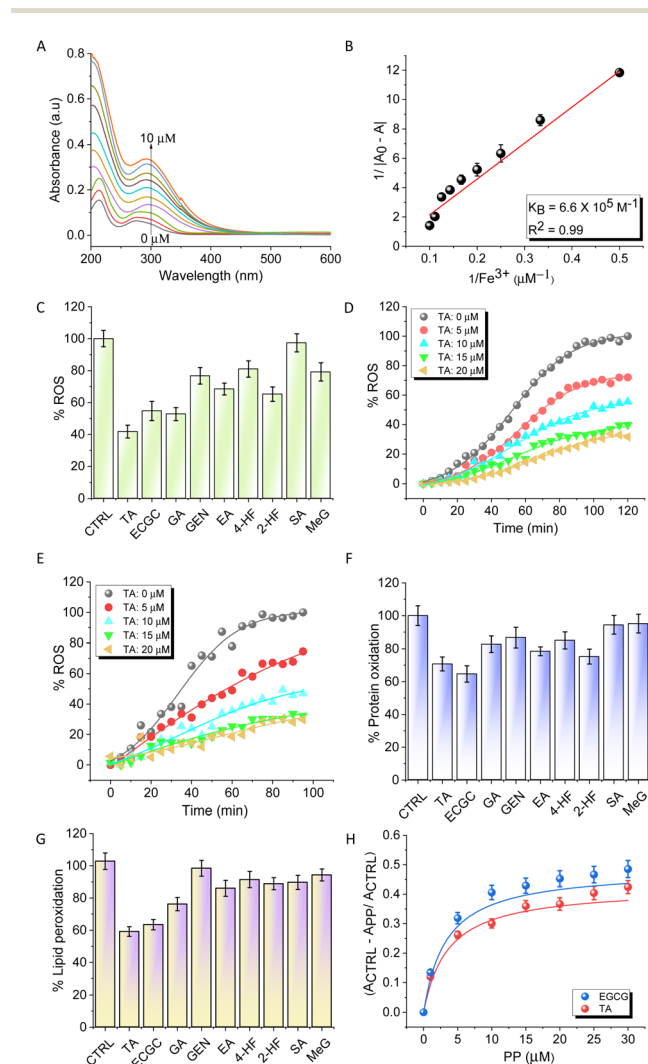 A
0.8
0.6
0.4
0.2
0.0
Absorbance (a.u)
10 µM
0 µM
200 300 400 500 600
Wavelength (nm)
B
16
14
12
10
8
6
4
2
0
1/ |A0 - A|
KB = 6.6 X 10⁵ M⁻¹
R² = 0.99
0.1 0.2 0.3 0.4 0.5
1/Fe³⁺ (µM⁻¹)
C
120
100
80
60
40
20
0
% ROS
CTRL TA ECGC GA GEN EA 4-HF 2-HF SA MeG
D
120
100
80
60
40
20
0
% ROS
TA: 0 µM
TA: 5 µM
TA: 10 µM
TA: 15 µM
TA: 20 µM
0 20 40 60 80 100 120
Time (min)
E
120
100
80
60
40
20
0
% ROS
TA: 0 µM
TA: 5 µM
TA: 10 µM
TA: 15 µM
TA: 20 µM
0 20 40 60 80 100
Time (min)
F
120
100
80
60
40
20
0
% Protein oxidation
CTRL TA ECGC GA GEN EA 4-HF 2-HF SA MeG
G
120
100
80
60
40
20
0
% Lipid peroxidation
CTRL TA ECGC GA GEN EA 4-HF 2-HF SA MeG
H
0.6
0.5
0.4
0.3
0.2
0.1
0.0
(ACTRL - APP/ ACTRL)
EGCG
TA
0 5 10 15 20 25 30
PP (µM)